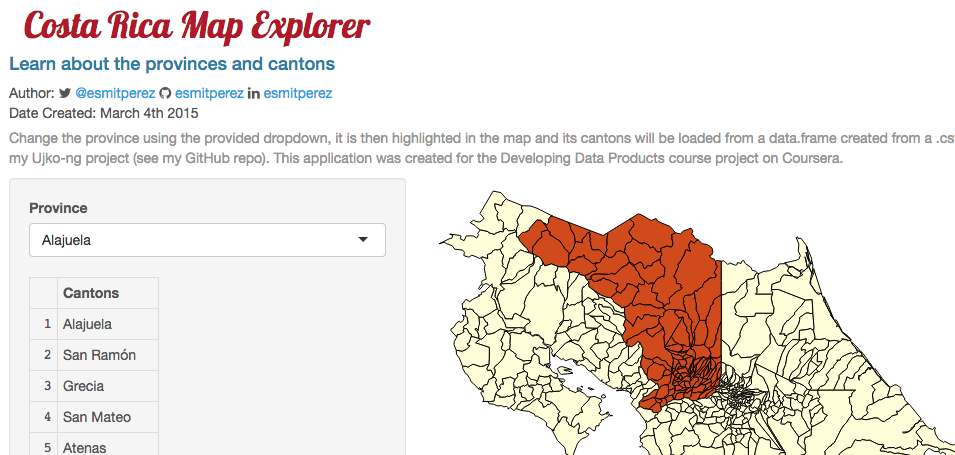 Costa Rica Map Explorer
Learn about the provinces and cantons
Author: @esmitperez esmitperez esmitperez
Date Created: March 4th 2015
Change the province using the provided dropdown, it is then highlighted in the map and its cantons will be loaded from a data.frame created from a .cs
my Ujko-ng project (see my GitHub repo). This application was created for the Developing Data Products course project on Coursera.
Province
Alajuela
Cantons
1 Alajuela
2 San Ramón
3 Grecia
4 San Mateo
5 Atenas